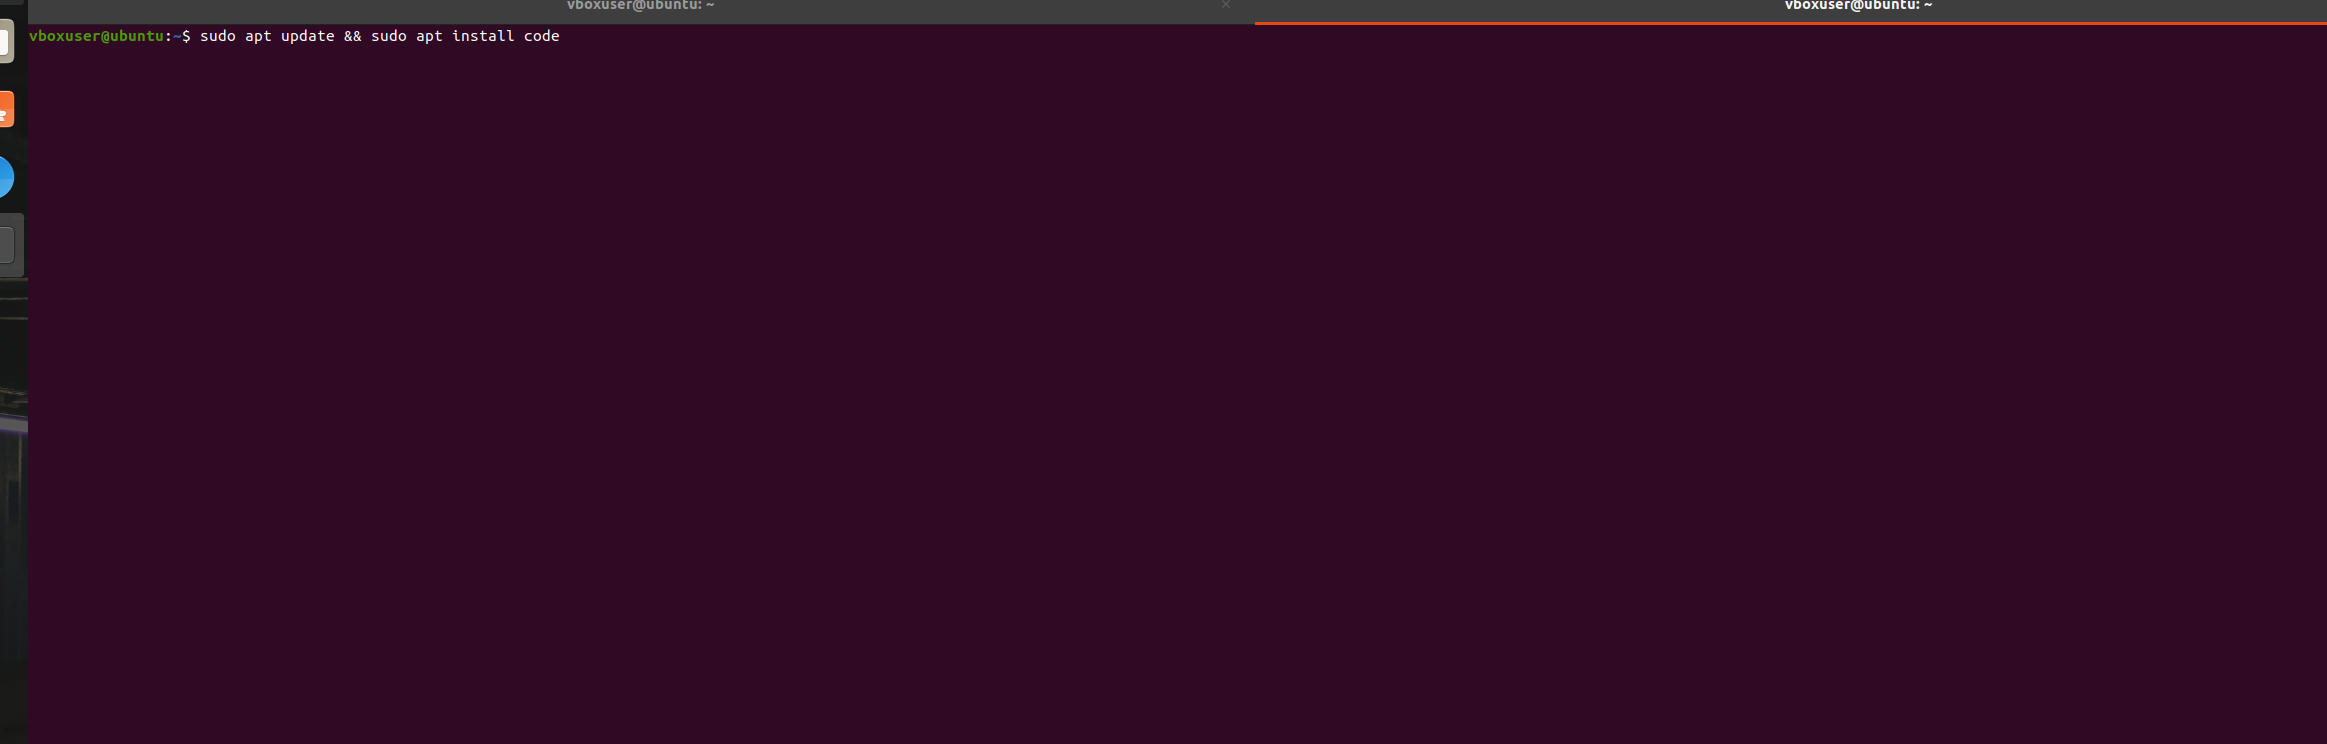 vboxuser@ubuntu: ~ × vboxuser@ubuntu: ~
vboxuser@ubuntu:~$ sudo apt update && sudo apt install code